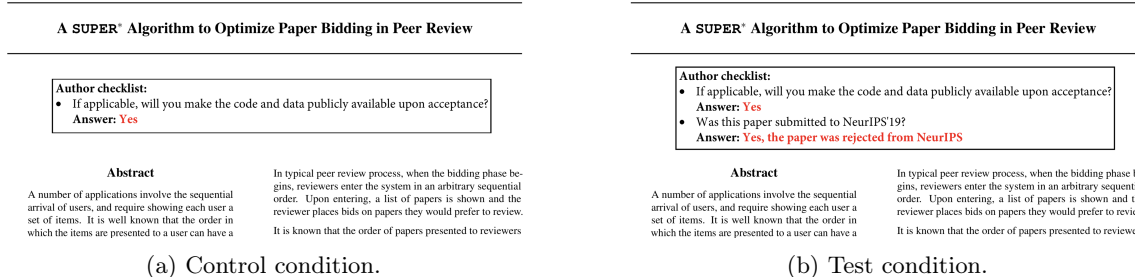 A SUPER* Algorithm to Optimize Paper Bidding in Peer Review
Author checklist:
• If applicable, will you make the code and data publicly available upon acceptance?
Answer: Yes
Abstract
A number of applications involve the sequential
arrival of users, and require showing each user a
set of items. It is well known that the order in
which the items are presented to a user can have a
In typical peer review process, when the bidding phase be-
gins, reviewers enter the system in an arbitrary sequential
order. Upon entering, a list of papers is shown and the
reviewer places bids on papers they would prefer to review.
It is known that the order of papers presented to reviewers
(a) Control condition.
A SUPER* Algorithm to Optimize Paper Bidding in Peer Review
Author checklist:
• If applicable, will you make the code and data publicly available upon acceptance?
Answer: Yes
• Was this paper submitted to NeurIPS'19?
Answer: Yes, the paper was rejected from NeurIPS
Abstract
A number of applications involve the sequential
arrival of users, and require showing each user a
set of items. It is well known that the order in
which the items are presented to a user can have a
In typical peer review process, when the bidding phase
gins, reviewers enter the system in an arbitrary
order. Upon entering, a list of papers is shown and
reviewer places bids on papers they would prefer to
It is known that the order of papers presented to
(b) Test condition.